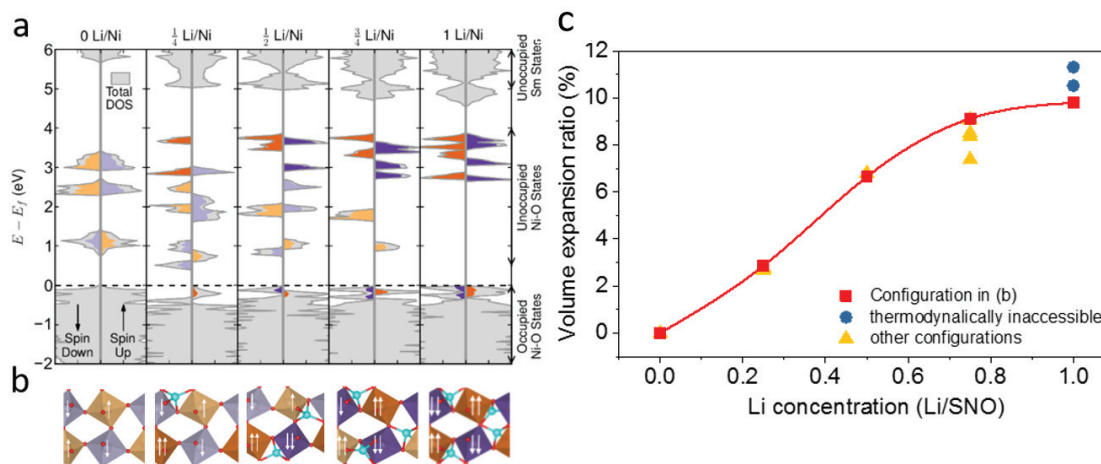 a
0 Li/Ni
1/4 Li/Ni
1/2 Li/Ni
3/4 Li/Ni
1 Li/Ni
6
5
4
3
2
1
0
−1
−2
E − E_f (eV)
Total
DOS
Spin
Down
Spin
Up
Unoccupied
Sm States
Unoccupied
Ni-O States
Occupied
Ni-O States
b
c
12
10
8
6
4
2
0
Volume expansion ratio (%)
Configuration in (b)
thermodynalically inaccessible
other configurations
0.0
0.2
0.4
0.6
0.8
1.0
Li concentration (Li/SNO)